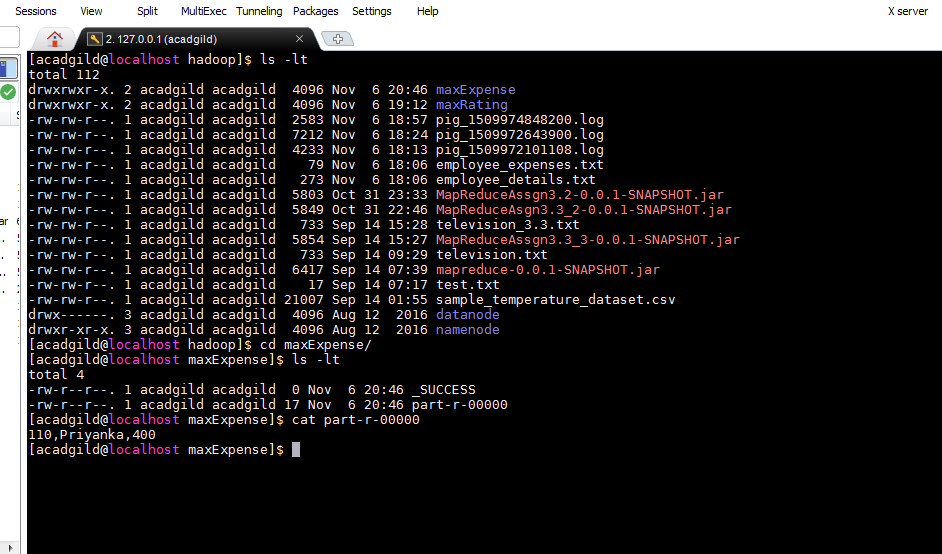 Sessions View Split MultiExec Tunneling Packages Settings Help X server
2. 127.0.0.1 (acadgild)
[acadgild@localhost hadoop]$ ls -lt
total 112
drwxrwxr-x. 2 acadgild acadgild  4096 Nov  6 20:46 maxExpense
drwxrwxr-x. 2 acadgild acadgild  4096 Nov  6 19:12 maxRating
-rw-rw-r--. 1 acadgild acadgild  2583 Nov  6 18:57 pig_1509974848200.log
-rw-rw-r--. 1 acadgild acadgild  7212 Nov  6 18:24 pig_1509972643900.log
-rw-rw-r--. 1 acadgild acadgild  4233 Nov  6 18:13 pig_1509972101108.log
-rw-rw-r--. 1 acadgild acadgild    79 Nov  6 18:06 employee_expenses.txt
-rw-rw-r--. 1 acadgild acadgild   273 Nov  6 18:06 employee_details.txt
-rw-rw-r--. 1 acadgild acadgild  5803 Oct 31 23:33 MapReduceAssgn3.2-0.0.1-SNAPSHOT.jar
-rw-rw-r--. 1 acadgild acadgild  5849 Oct 31 22:46 MapReduceAsgn3.3_2-0.0.1-SNAPSHOT.jar
-rw-rw-r--. 1 acadgild acadgild   733 Sep 14 15:28 television_3.3.txt
-rw-rw-r--. 1 acadgild acadgild  5854 Sep 14 15:27 MapReduceAssgn3.3_3-0.0.1-SNAPSHOT.jar
-rw-rw-r--. 1 acadgild acadgild   733 Sep 14 09:29 television.txt
-rw-rw-r--. 1 acadgild acadgild  6417 Sep 14 07:39 mapreduce-0.0.1-SNAPSHOT.jar
-rw-rw-r--. 1 acadgild acadgild    17 Sep 14 07:17 test.txt
-rw-rw-r--. 1 acadgild acadgild 21007 Sep 14 01:55 sample_temperature_dataset.csv
drwx------. 3 acadgild acadgild  4096 Aug 12  2016 datanode
drwxr-xr-x. 3 acadgild acadgild  4096 Aug 12  2016 namenode
[acadgild@localhost hadoop]$ cd maxExpense/
[acadgild@localhost maxExpense]$ ls -lt
total 4
-rw-r--r--. 1 acadgild acadgild  0 Nov  6 20:46 _SUCCESS
-rw-r--r--. 1 acadgild acadgild 17 Nov  6 20:46 part-r-00000
[acadgild@localhost maxExpense]$ cat part-r-00000
110,Priyanka,400
[acadgild@localhost maxExpense]$